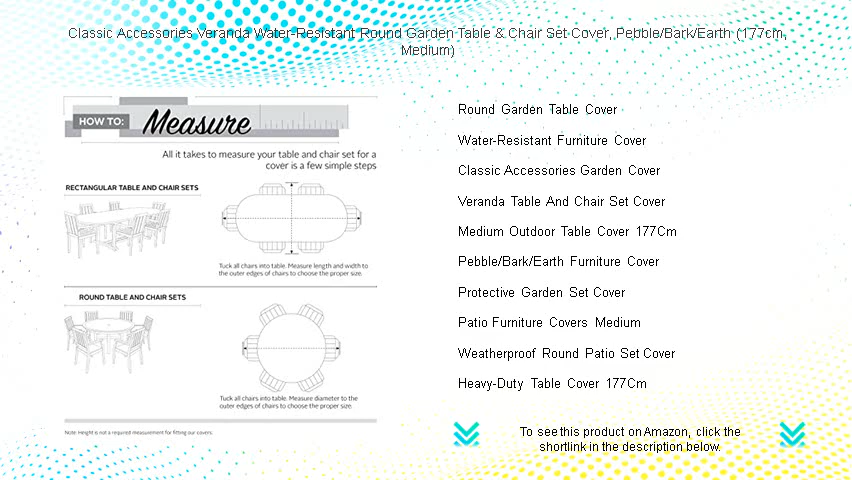 Classic Accessories Veranda Water-Resistant Round Garden Table & Chair Set Cover, Pebble/Bark/Earth (177cm,
Medium)
HOW TO: Measure
All it takes to measure your table and chair set for a
cover is a few simple steps
RECTANGULAR TABLE AND CHAIR SETS
Tuck all chairs into table. Measure length and width to
the outer edges of chairs to choose the proper size.
ROUND TABLE AND CHAIR SETS
Tuck all chairs into table. Measure diameter to the
outer edges of chairs to choose the proper size.
Note: Height is not a required measurement for fitting our covers.
Round Garden Table Cover
Water-Resistant Furniture Cover
Classic Accessories Garden Cover
Veranda Table And Chair Set Cover
Medium Outdoor Table Cover 177Cm
Pebble/Bark/Earth Furniture Cover
Protective Garden Set Cover
Patio Furniture Covers Medium
Weatherproof Round Patio Set Cover
Heavy-Duty Table Cover 177Cm
To see this product on Amazon, click the
shortlink in the description below.